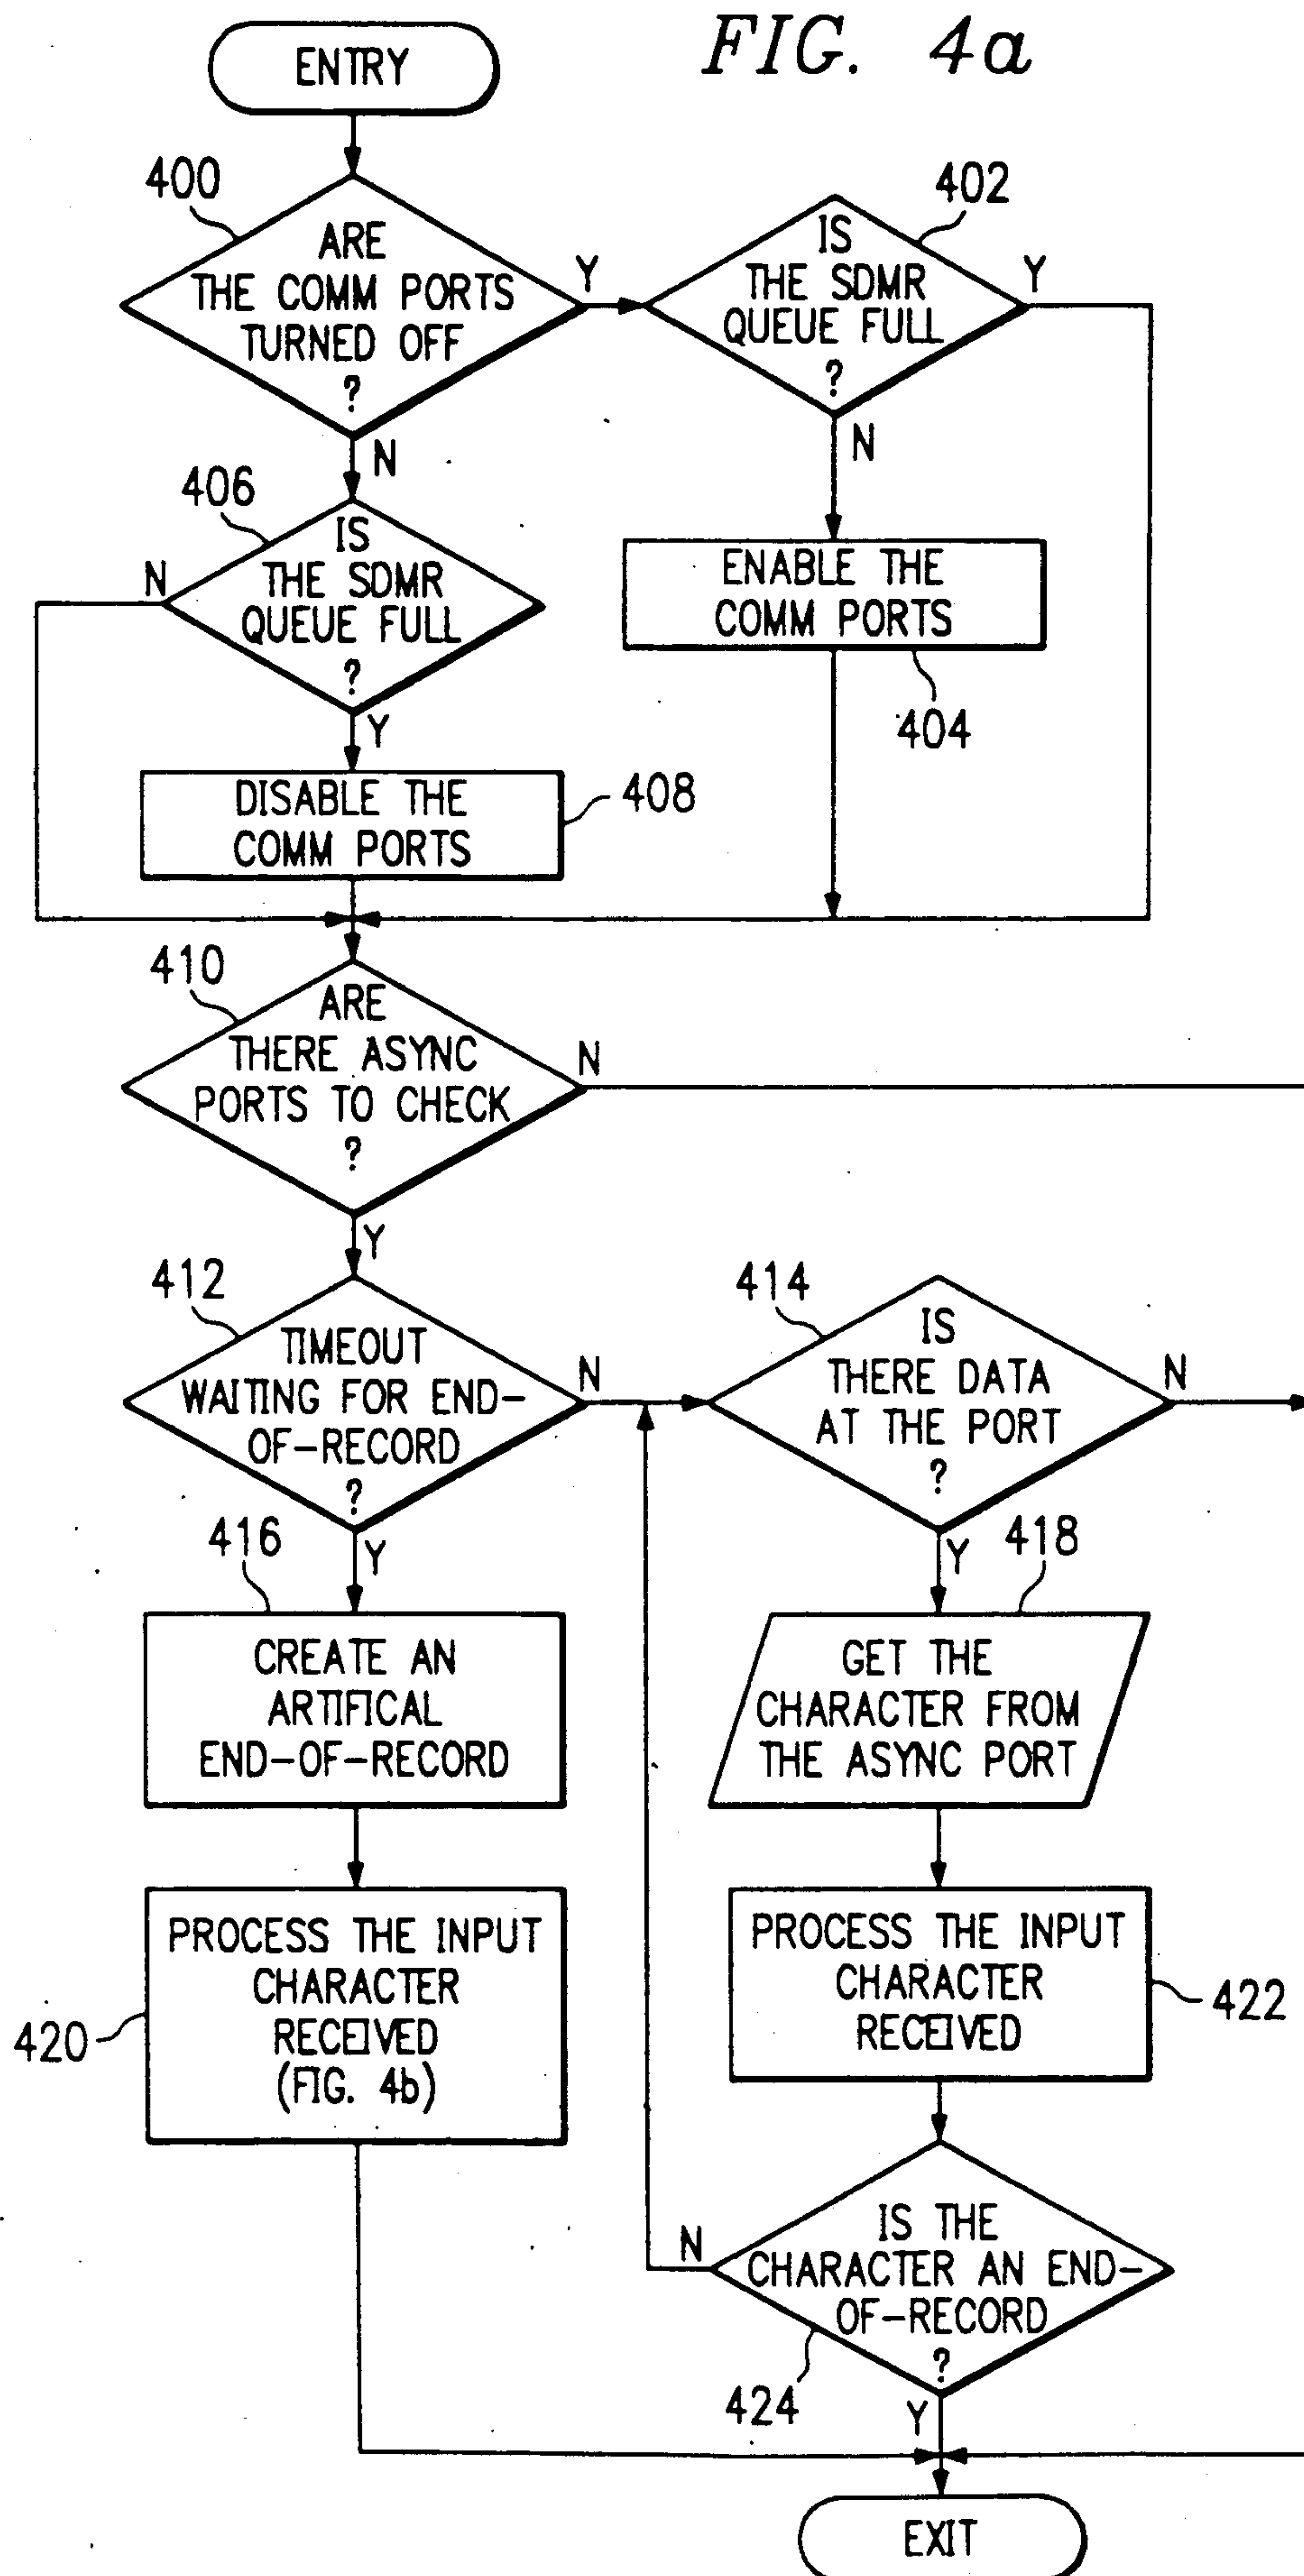 FIG. 4a
ENTRY
400
ARE
THE COMM PORTS
TURNED OFF
?
Y
N
402
IS
THE SDMR
QUEUE FULL
?
Y
N
406
IS
THE SDMR
QUEUE FULL
?
N
Y
ENABLE THE
COMM PORTS
404
DISABLE THE
COMM PORTS
408
410
ARE
THERE ASYNC
PORTS TO CHECK
?
N
Y
412
TIMEOUT
WAITING FOR END-
OF-RECORD
?
N
Y
414
IS
THERE DATA
AT THE PORT
?
N
Y
416
CREATE AN
ARTIFICAL
END-OF-RECORD
418
GET THE
CHARACTER FROM
THE ASYNC PORT
PROCESS THE INPUT
CHARACTER
RECEIVED
(FIG. 4b)
420
PROCESS THE INPUT
CHARACTER
RECEIVED
422
IS THE
CHARACTER AN END-
OF-RECORD
?
N
424
Y
EXIT